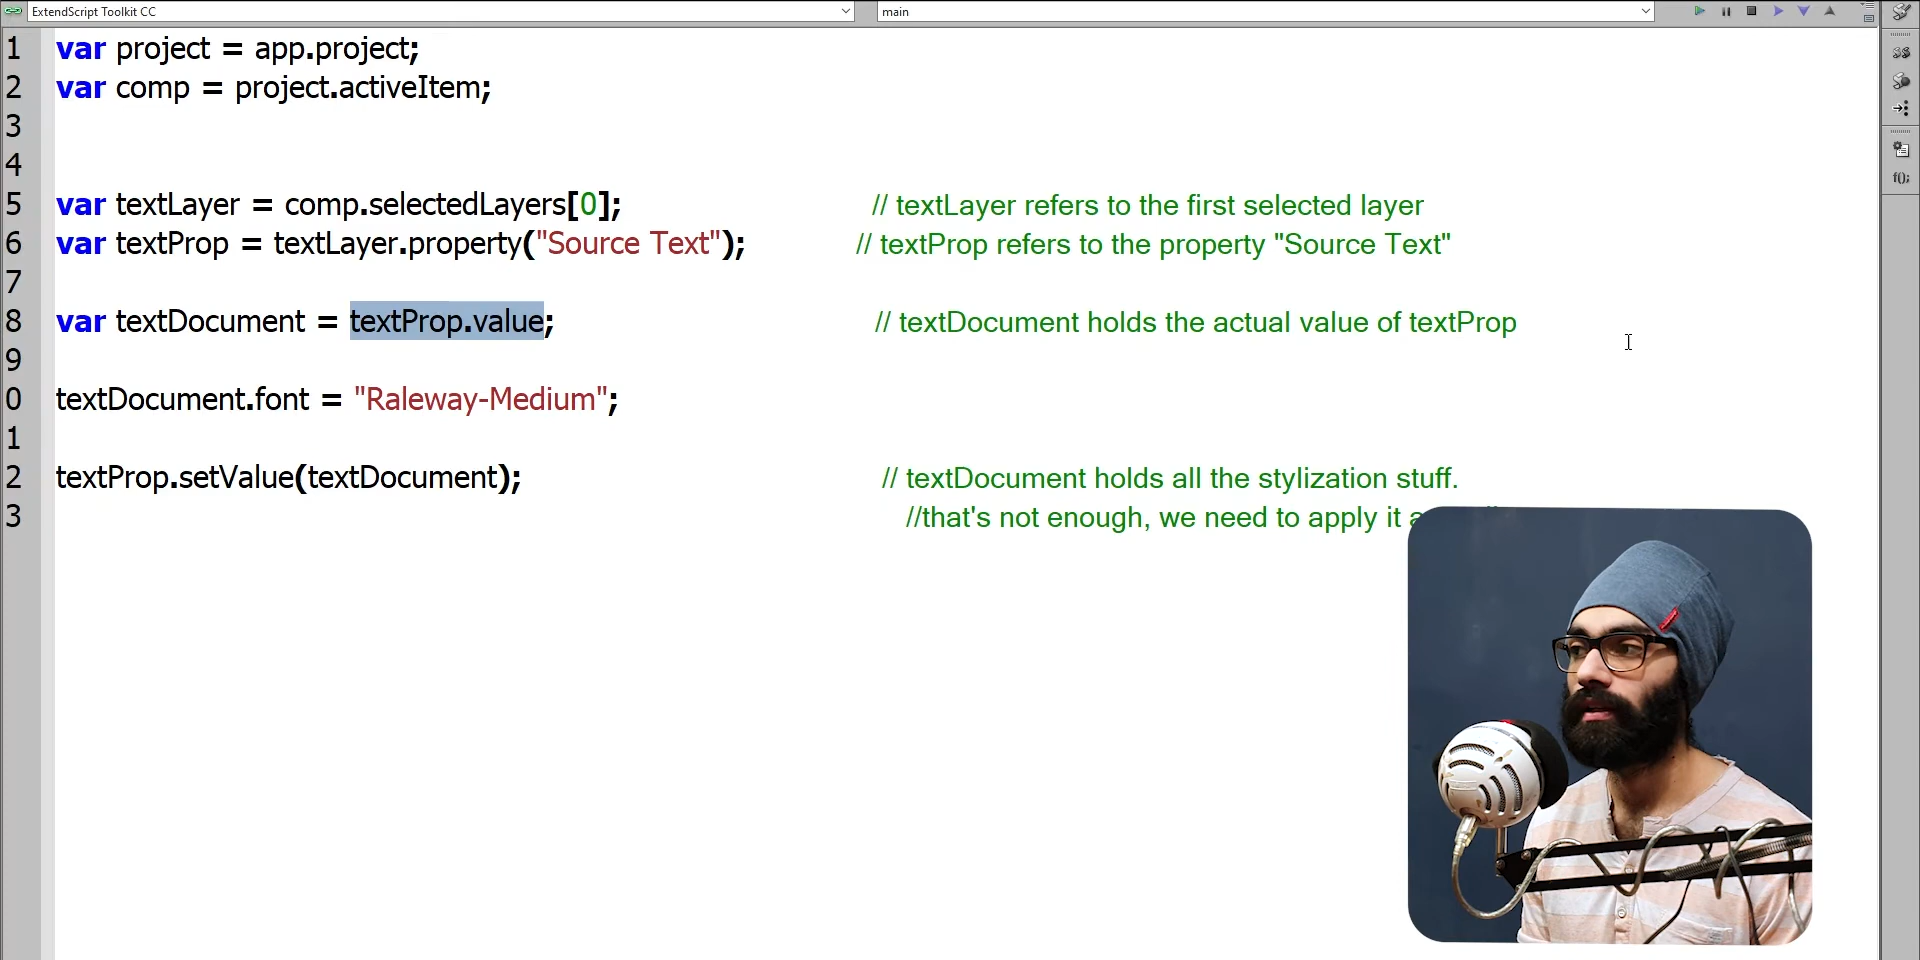 ExtendScript Toolkit CC main
1 var project = app.project;
2 var comp = project.activeItem;
3
4
5 var textLayer = comp.selectedLayers[0]; // textLayer refers to the first selected layer
6 var textProp = textLayer.property("Source Text"); // textProp refers to the property "Source Text"
7
8 var textDocument = textProp.value; // textDocument holds the actual value of textProp
9
0 textDocument.font = "Raleway-Medium";
1
2 textProp.setValue(textDocument); // textDocument holds all the stylization stuff.
3 //that's not enough, we need to apply it
f();